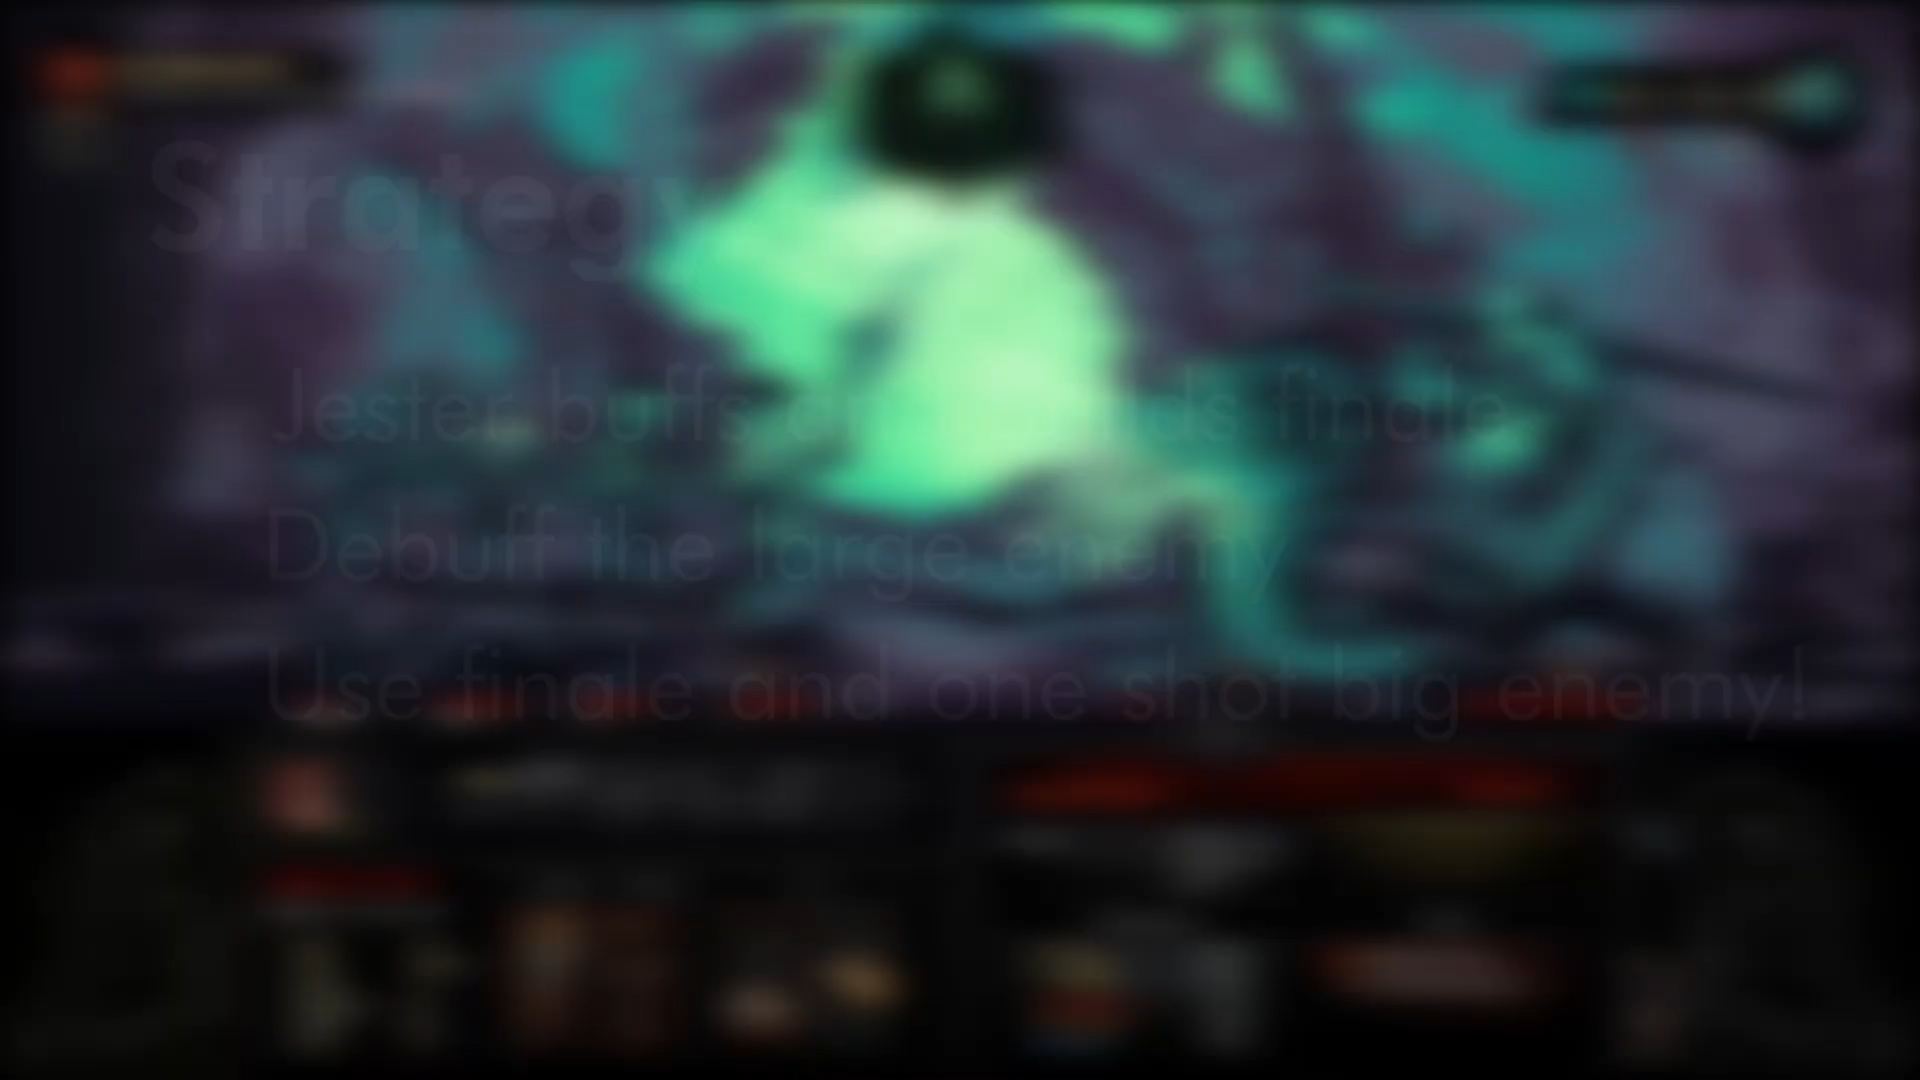 Strategy
Jester buffs finale
Debuff the large enemy
Use finale and one shot big enemy!